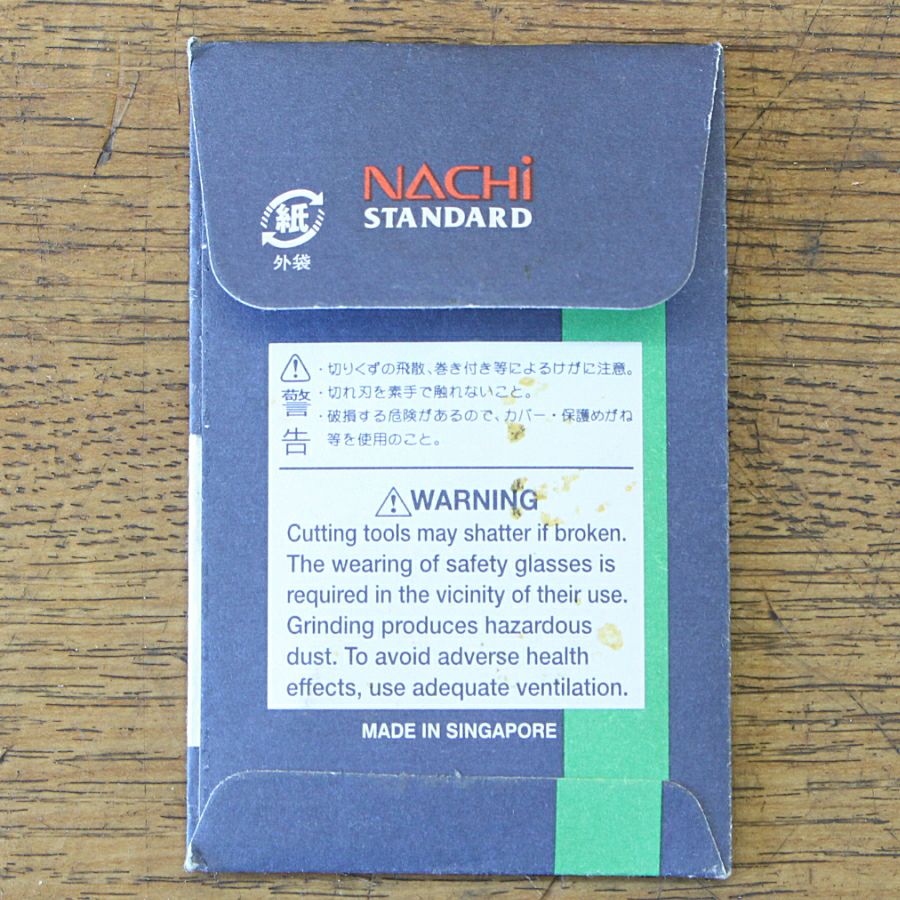 NACHi
STANDARD
紙
外袋
警告
・切りくずの飛散、巻き付き等によるけがに注意。
・切れ刃を素手で触れないこと。
・破損する危険があるので、カバー・保護めがね
等を使用のこと。
WARNING
Cutting tools may shatter if broken.
The wearing of safety glasses is
required in the vicinity of their use.
Grinding produces hazardous
dust. To avoid adverse health
effects, use adequate ventilation.
MADE IN SINGAPORE